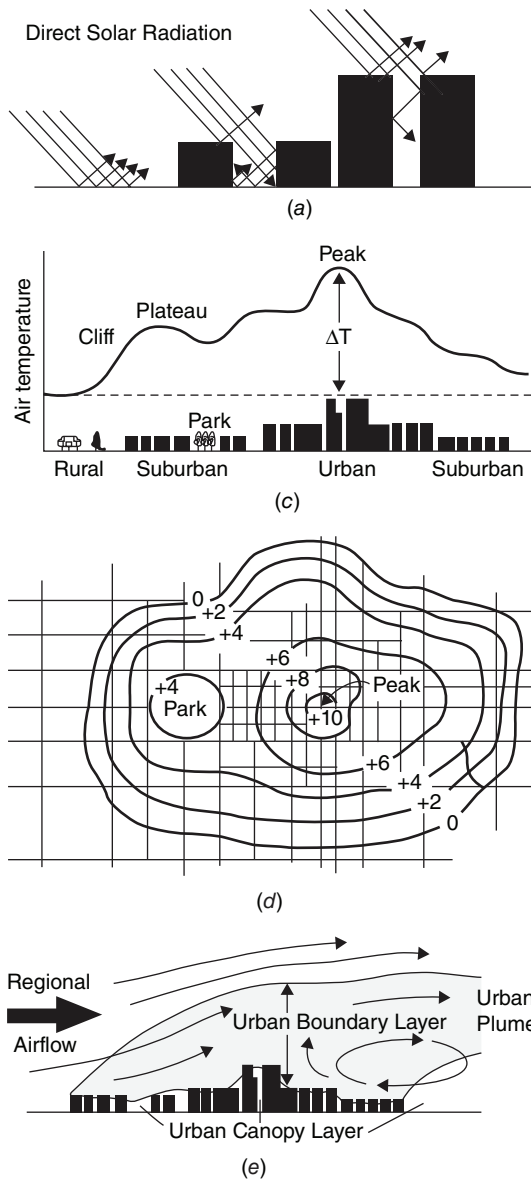 Direct Solar Radiation
(a)
Air temperature
Peak
Plateau
Cliff
ΔT
Park
Rural
Suburban
Urban
Suburban
(c)
0
+2
+4
+6
+4
+8
Park
Peak
+10
+6
+4
+2
0
(d)
Regional
Airflow
Urban Boundary Layer
Urban
Plume
Urban Canopy Layer
(e)